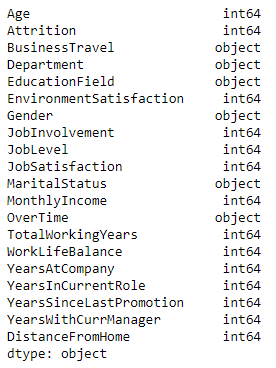 Age int64
Attrition int64
BusinessTravel object
Department object
EducationField object
EnvironmentSatisfaction int64
Gender object
JobInvolvement int64
JobLevel int64
JobSatisfaction int64
MaritalStatus object
MonthlyIncome int64
OverTime object
TotalWorkingYears int64
WorkLifeBalance int64
YearsAtCompany int64
YearsInCurrentRole int64
YearsSinceLastPromotion int64
YearsWithCurrManager int64
DistanceFromHome int64
dtype: object